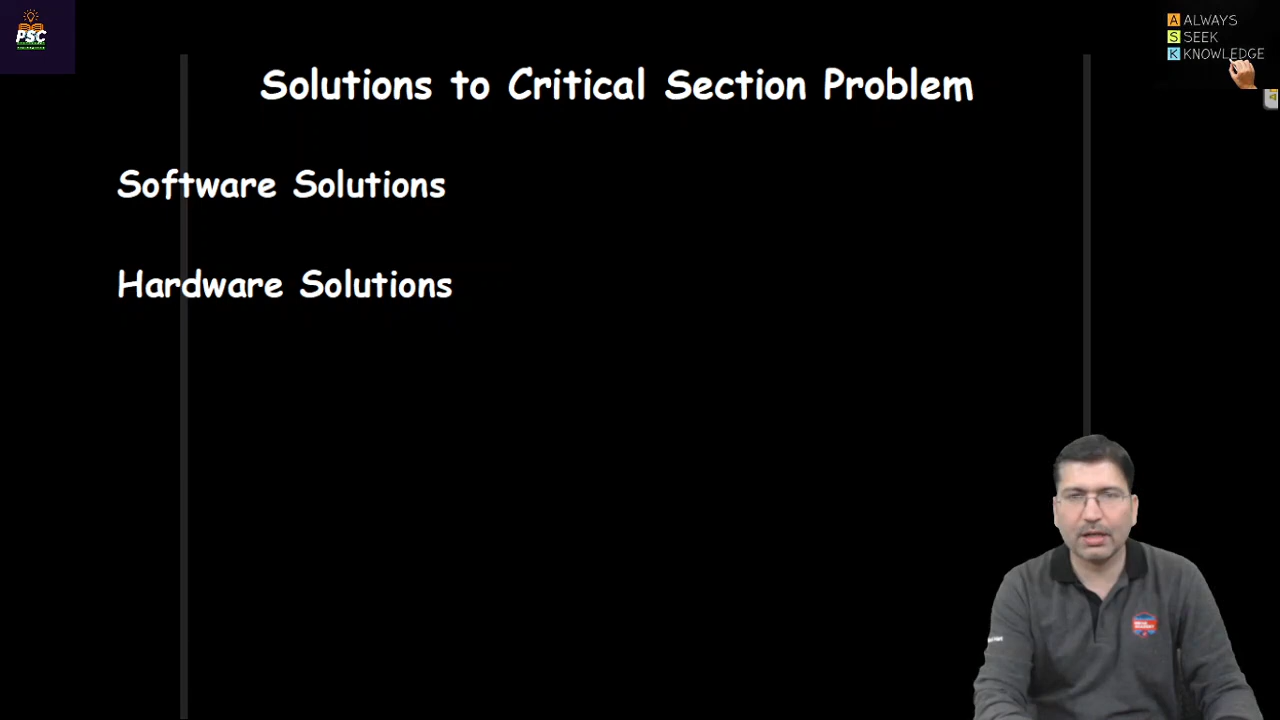 PSC
ALWAYS
SEEK
KNOWLEDGE
A
S
K
Solutions to Critical Section Problem
Software Solutions
Hardware Solutions